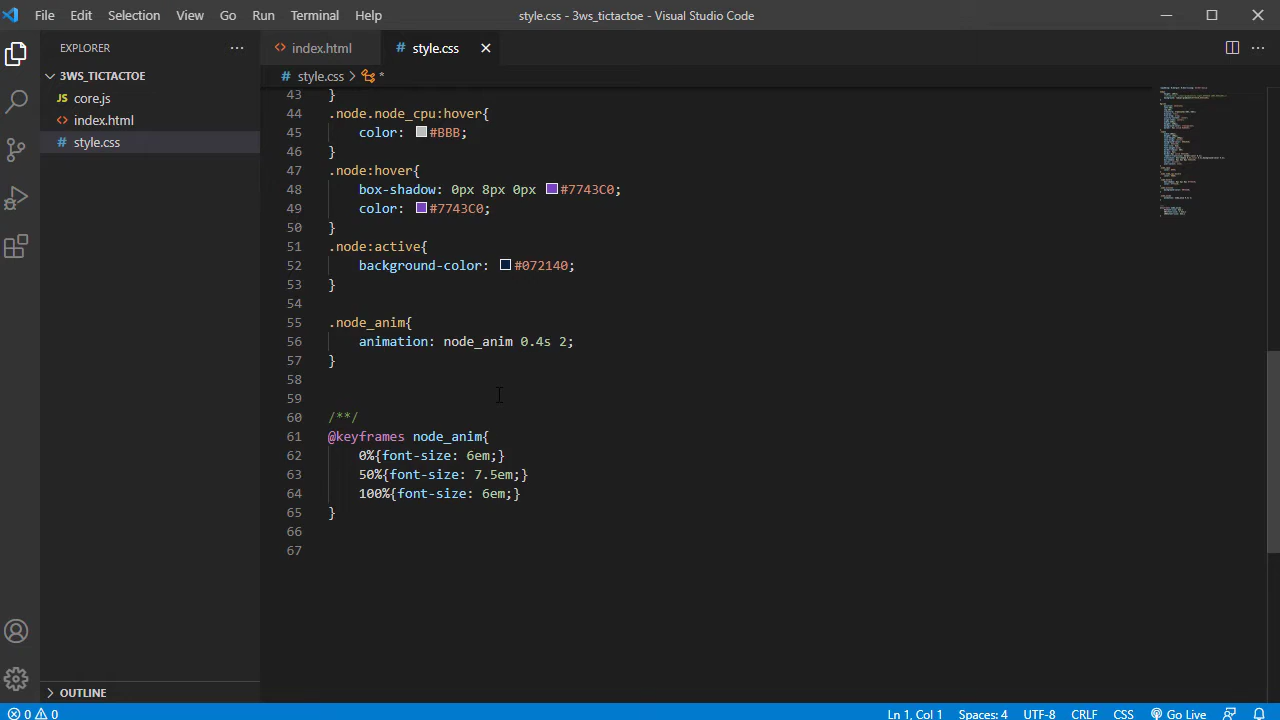 File Edit Selection View Go Run Terminal Help
style.css - 3ws_tictactoe - Visual Studio Code
EXPLORER
3WS_TICTACTOE
core.js
index.html
style.css
OUTLINE
index.html
# style.css
# style.css > *
43 }
44 .node.node_cpu:hover{
45 color: #BBB;
46 }
47 .node:hover{
48 box-shadow: 0px 8px 0px #7743C0;
49 color: #7743C0;
50 }
51 .node:active{
52 background-color: #072140;
53 }
54
55 .node_anim{
56 animation: node_anim 0.4s 2;
57 }
58
59
60 /**/
61 @keyframes node_anim{
62 0%{font-size: 6em;}
63 50%{font-size: 7.5em;}
64 100%{font-size: 6em;}
65 }
66
67
0 0 Ln 1, Col 1 Spaces: 4 UTF-8 CRLF CSS Go Live